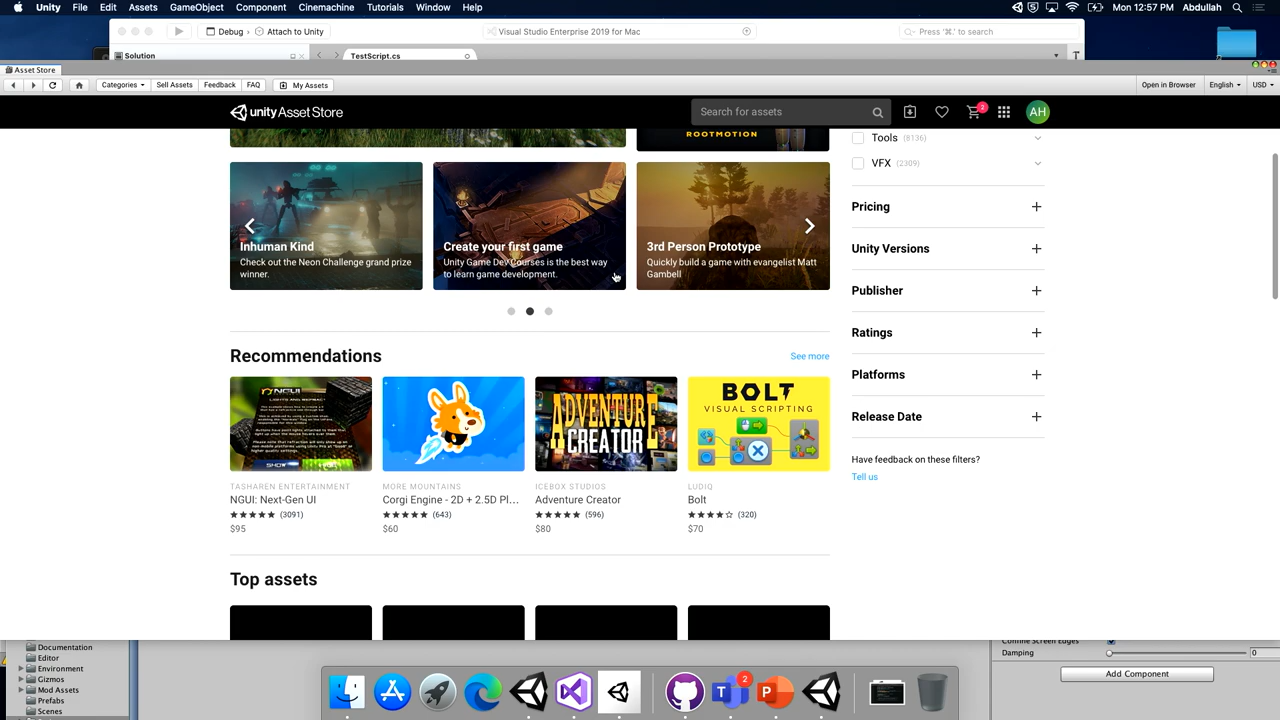 Unity File Edit Assets GameObject Component Cinemachine Tutorials Window Help Mon 12:57 PM Abdullah
Debug Attach to Unity Visual Studio Enterprise 2019 for Mac Press '⌘.' to search
Solution TestScript.cs
Asset Store
Categories Sell Assets Feedback FAQ My Assets Open in Browser English USD
unity Asset Store Search for assets 2 AH
ROOTMOTION
Tools (8136)
VFX (2309)
Inhuman Kind
Check out the Neon Challenge grand prize
winner.
Create your first game
Unity Game Dev Courses is the best way
to learn game development.
3rd Person Prototype
Quickly build a game with evangelist Matt
Gambell
Pricing
Unity Versions
Publisher
Ratings
Platforms
Release Date
Have feedback on these filters?
Tell us
Recommendations See more
NGUI
ADVENTURE
CREATOR
BOLT
VISUAL SCRIPTING
TASHAREN ENTERTAINMENT
NGUI: Next-Gen UI
(3091)
$95
MORE MOUNTAINS
Corgi Engine - 2D + 2.5D Pl...
(643)
$60
ICEBOX STUDIOS
Adventure Creator
(596)
$80
LUDIQ
Bolt
(320)
$70
Top assets
Documentation
Editor
Environment
Gizmos
Mod Assets
Prefabs
Scenes
Confine Screen Edges
Damping 0
Add Component
2